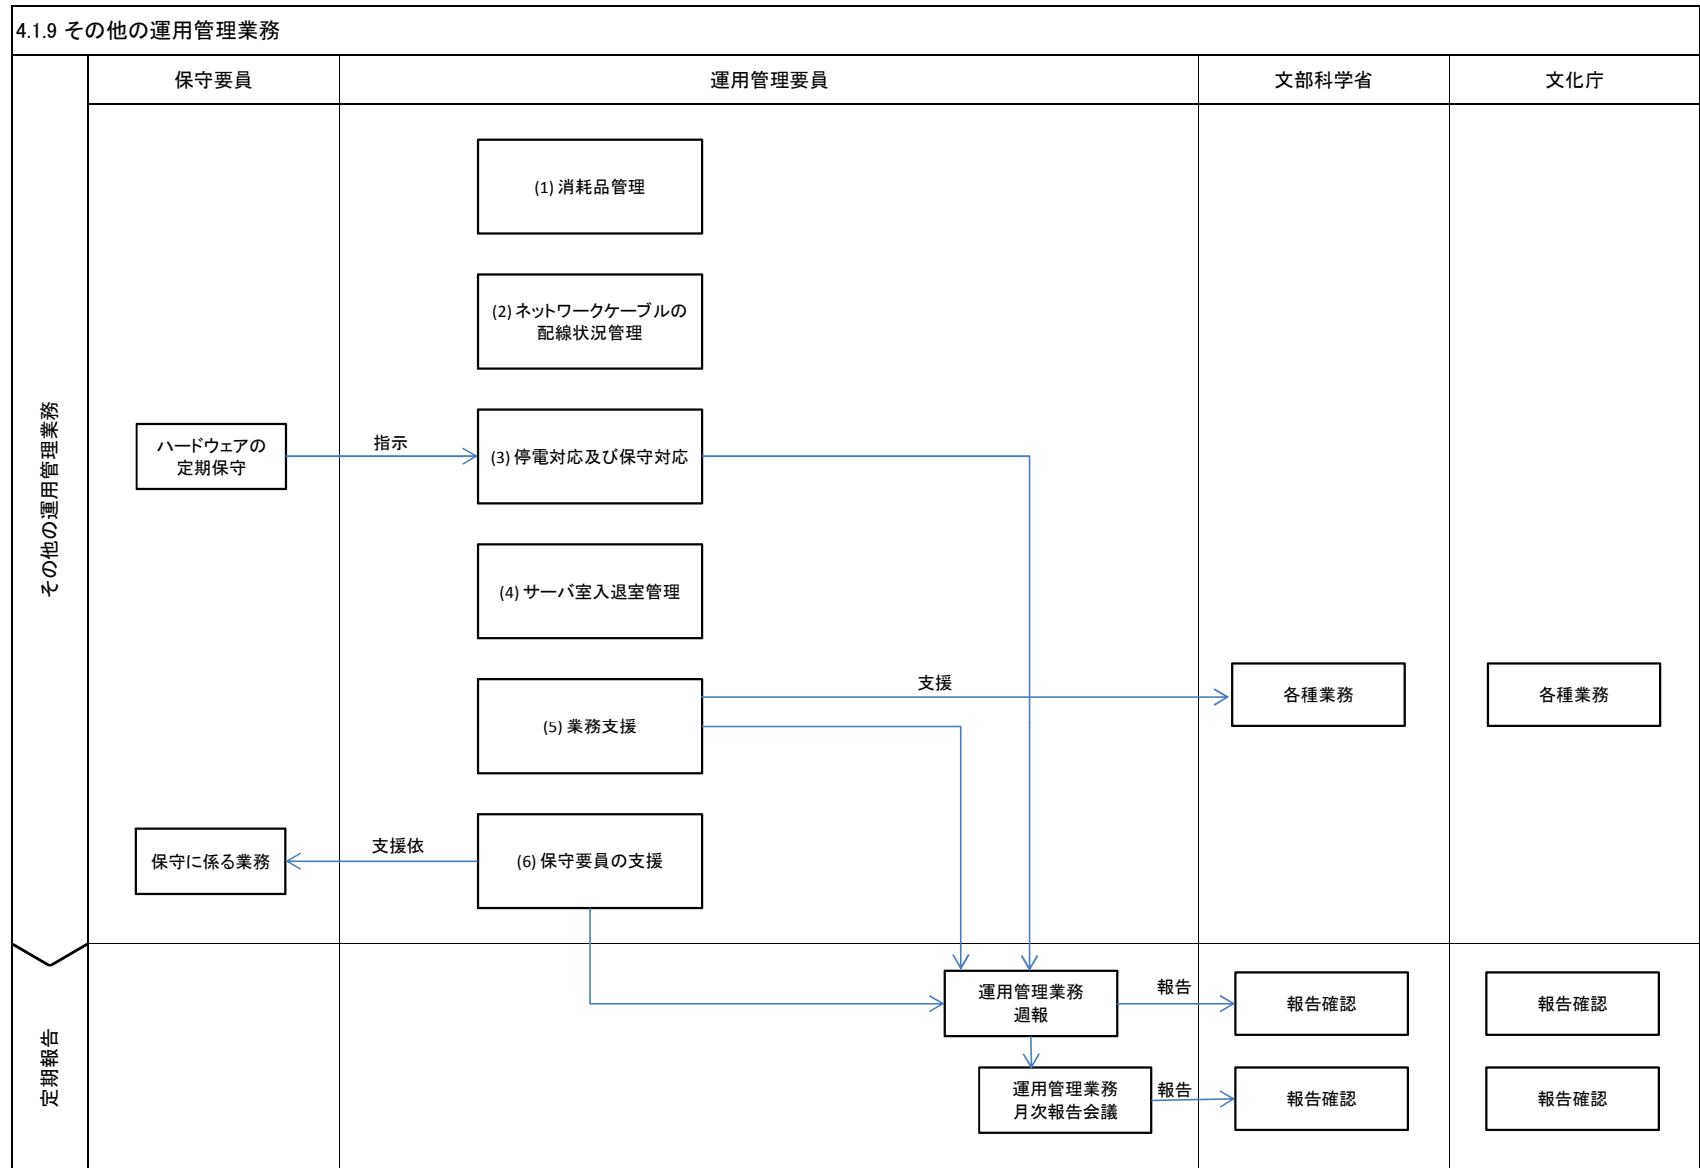 4.1.9 その他の運用管理業務
保守要員
運用管理要員
文部科学省
文化庁
その他の運用管理業務
(1) 消耗品管理
(2) ネットワークケーブルの
配線状況管理
ハードウェアの
定期保守
指示
(3) 停電対応及び保守対応
(4) サーバ室入退室管理
(5) 業務支援
支援
各種業務
各種業務
保守に係る業務
支援依
(6) 保守要員の支援
定期報告
運用管理業務
週報
報告
報告確認
報告確認
運用管理業務
月次報告会議
報告
報告確認
報告確認